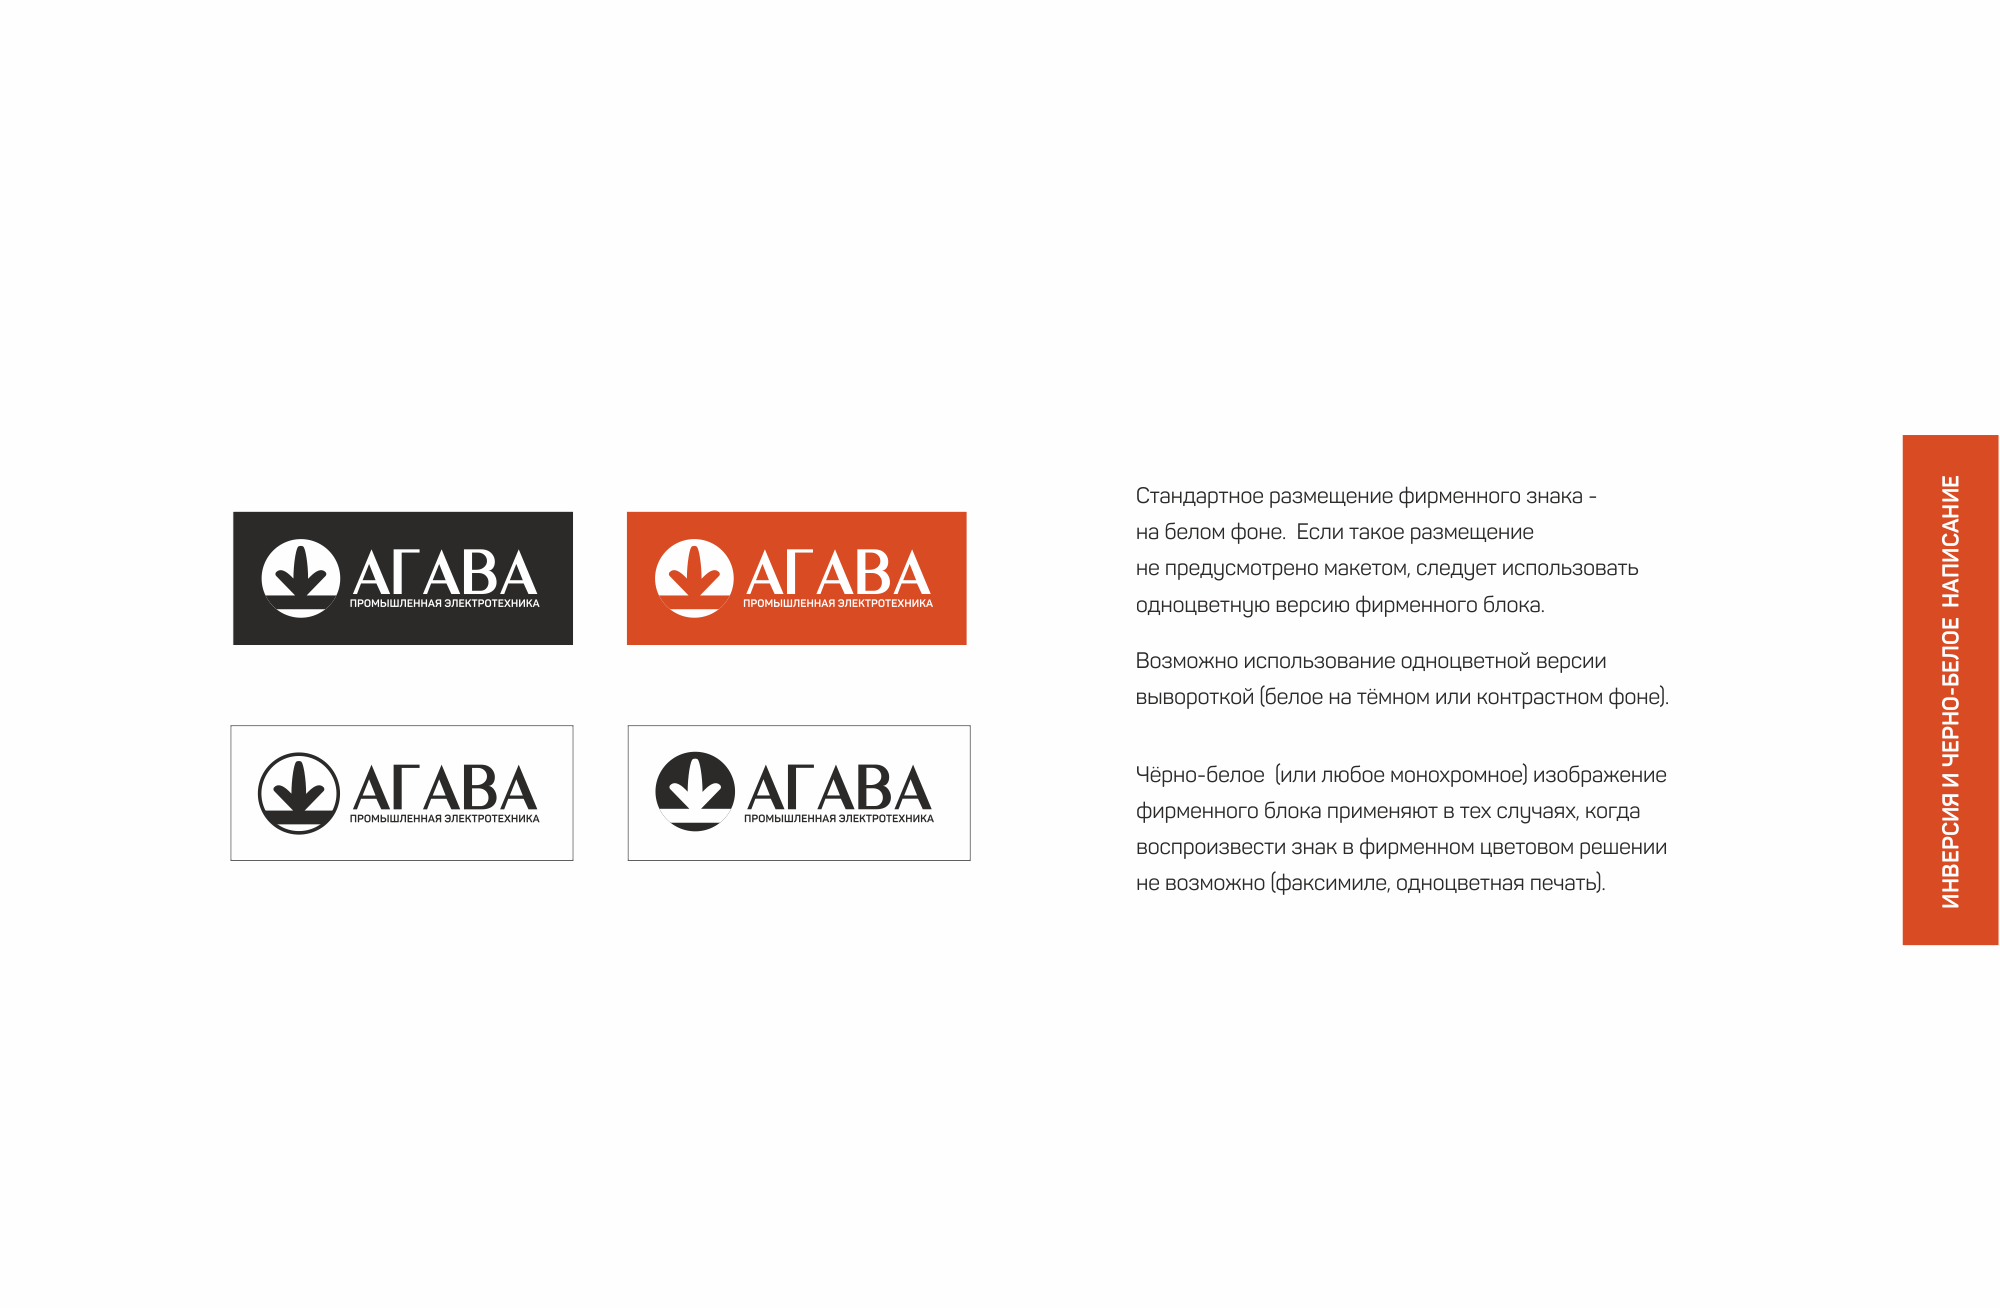 АГАВА
ПРОМЫШЛЕННАЯ ЭЛЕКТРОТЕХНИКА
АГАВА
ПРОМЫШЛЕННАЯ ЭЛЕКТРОТЕХНИКА
АГАВА
ПРОМЫШЛЕННАЯ ЭЛЕКТРОТЕХНИКА
АГАВА
ПРОМЫШЛЕННАЯ ЭЛЕКТРОТЕХНИКА
Стандартное размещение фирменного знака -
на белом фоне. Если такое размещение
не предусмотрено макетом, следует использовать
одноцветную версию фирменного блока.
Возможно использование одноцветной версии
вывороткой (белое на тёмном или контрастном фоне).
Чёрно-белое (или любое монохромное) изображение
фирменного блока применяют в тех случаях, когда
воспроизвести знак в фирменном цветовом решении
не возможно (факсимиле, одноцветная печать).
ИНВЕРСИЯ И ЧЕРНО-БЕЛОЕ НАПИСАНИЕ